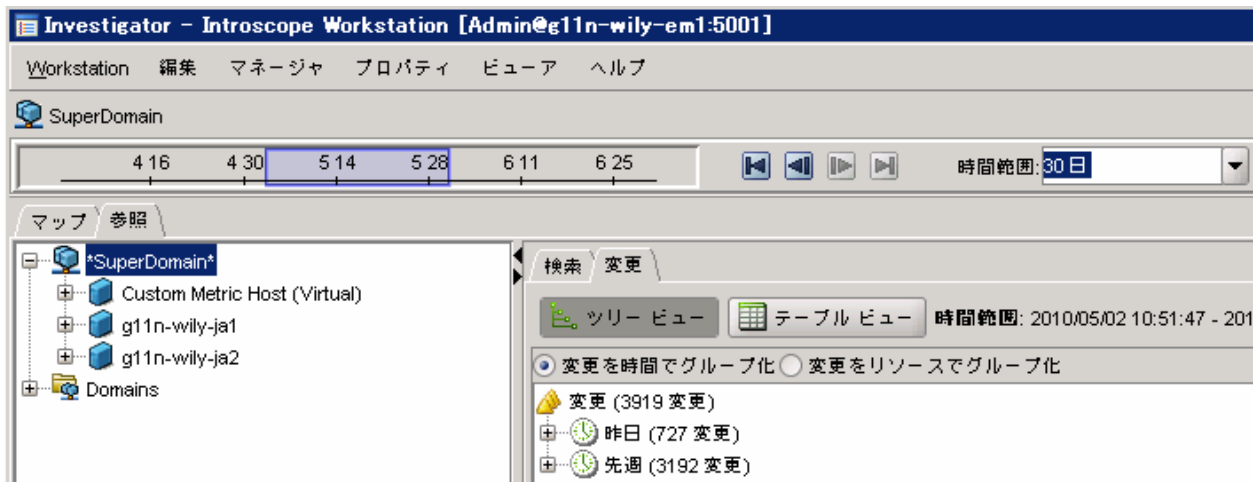 Investigator - Introscope Workstation [Admin@g11n-wily-em1:5001]
Workstation 編集 マネージャ プロパティ ビューア ヘルプ
SuperDomain
4 16 4 30 5 14 5 28 6 11 6 25 時間範囲: 30 日
マップ 参照
*SuperDomain*
Custom Metric Host (Virtual)
g11n-wily-ja1
g11n-wily-ja2
Domains
検索 変更
ツリー ビュー テーブル ビュー 時間範囲: 2010/05/02 10:51:47 - 201
変更を時間でグループ化 変更をリソースでグループ化
変更 (3919 変更)
昨日 (727 変更)
先週 (3192 変更)